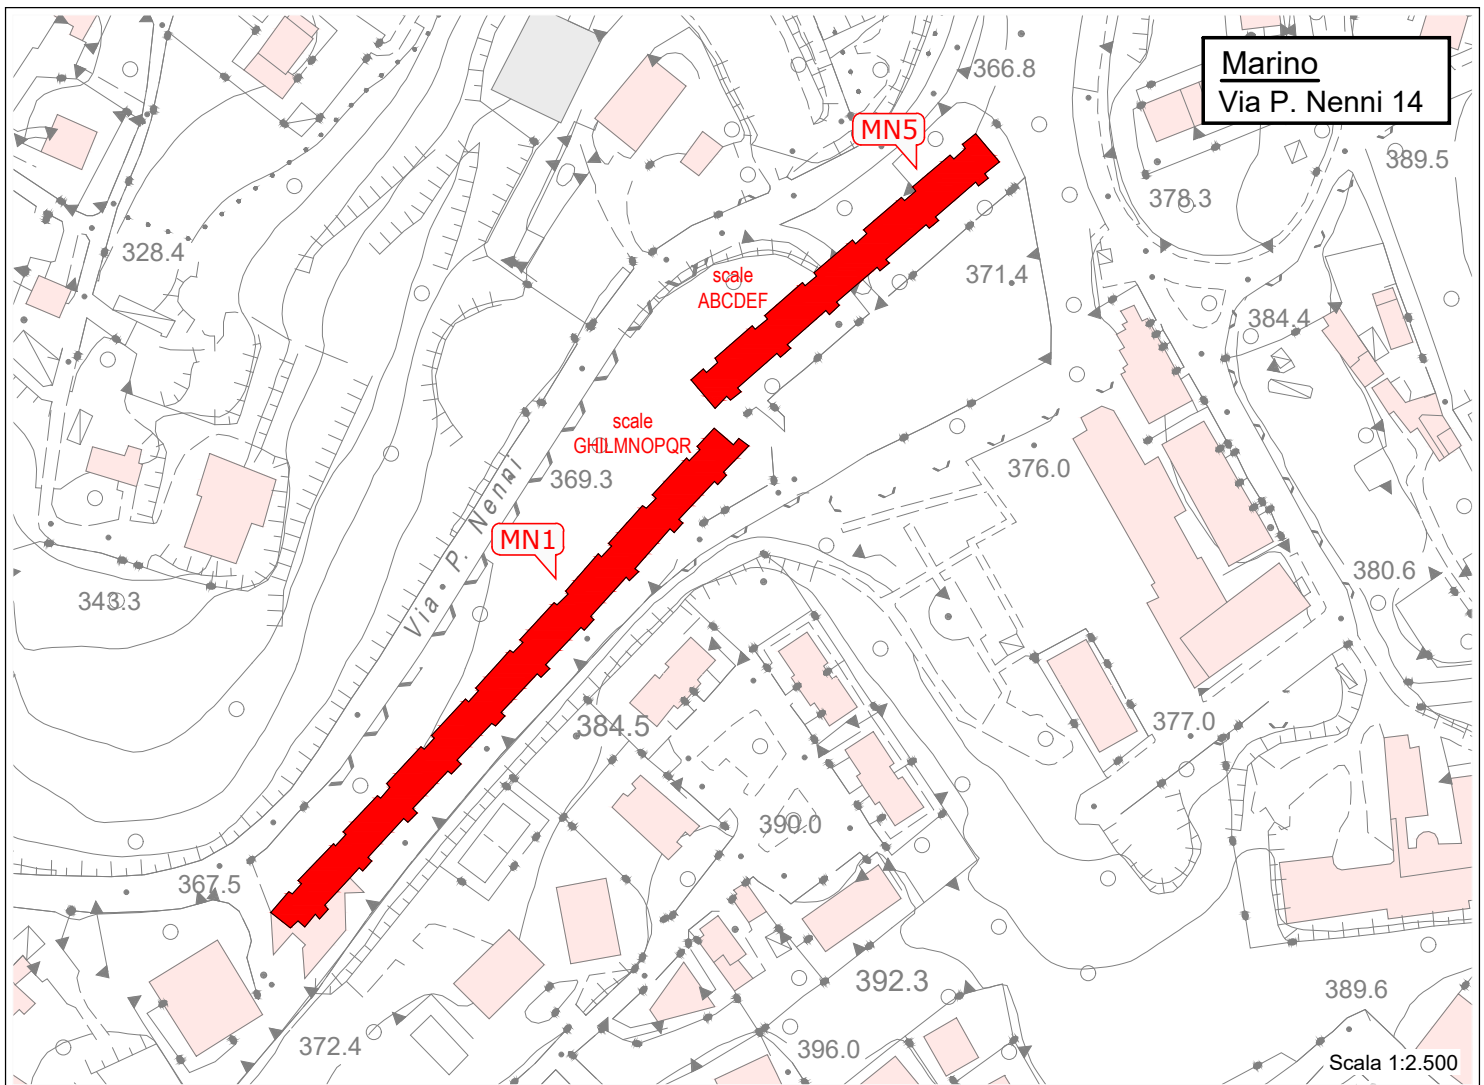 Marino
Via P. Nenni 14
366.8
MN5
389.5
378.3
328.4
371.4
scale
ABCDEF
384.4
scale
GHILMNOPQR
376.0
369.3
Via P. Nenni
MN1
380.6
343.3
384.5
377.0
390.0
367.5
392.3
389.6
372.4
396.0
Scala 1:2.500